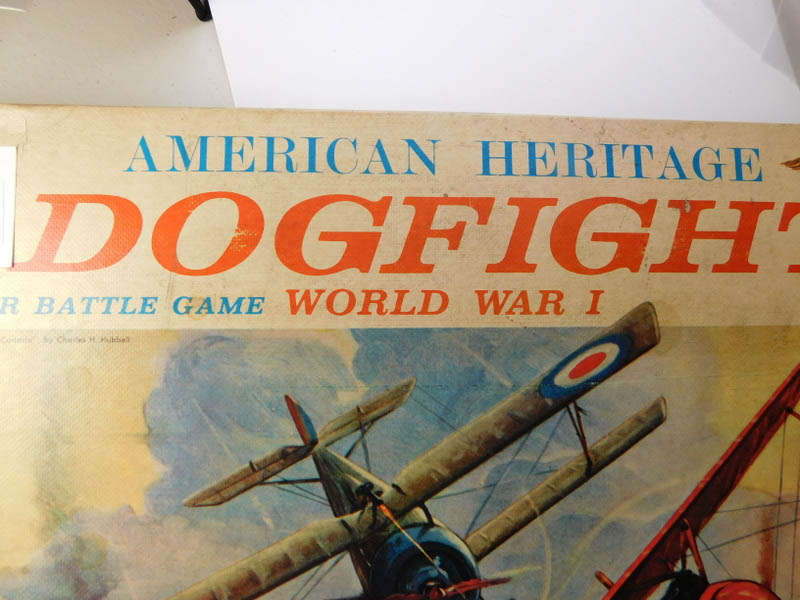 AMERICAN HERITAGE
DOGFIGHT
R BATTLE GAME WORLD WAR I
by Charles H. Hubbell